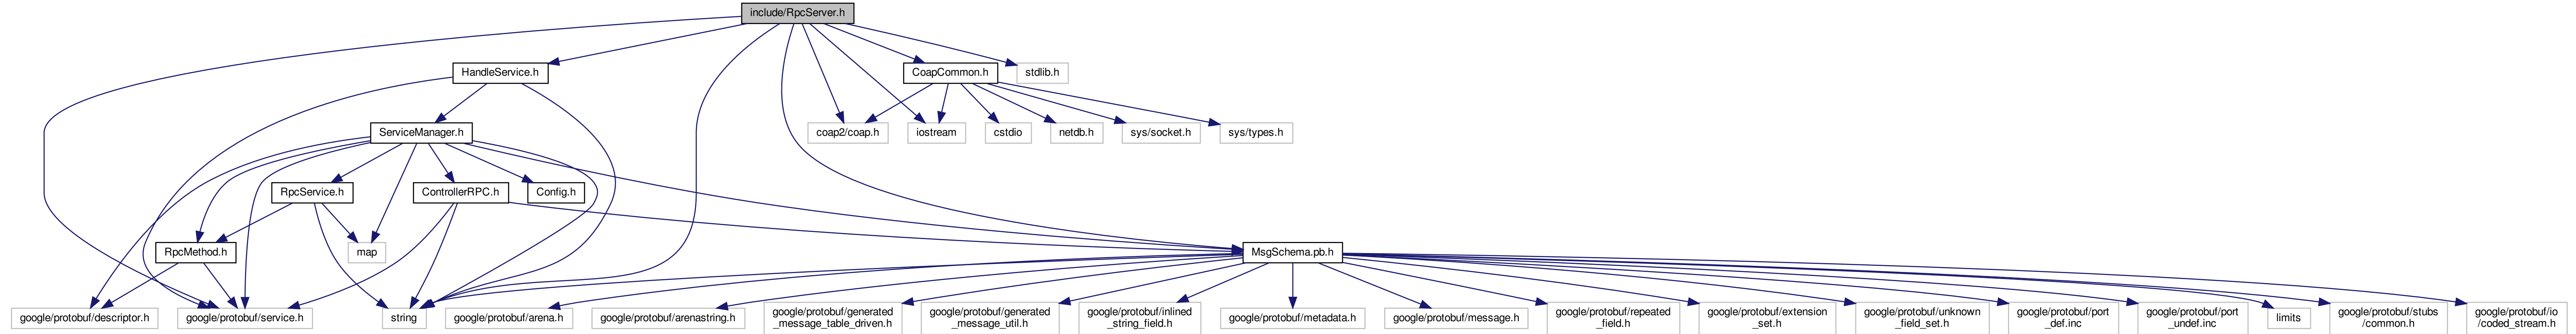 include/RpcServer.h
HandleService.h
CoapCommon.h
stdlib.h
ServiceManager.h
coap2/coap.h
iostream
cstdio
netdb.h
sys/socket.h
sys/types.h
RpcService.h
ControllerRPC.h
Config.h
RpcMethod.h
map
MsgSchema.pb.h
google/protobuf/descriptor.h
google/protobuf/service.h
string
google/protobuf/arena.h
google/protobuf/arenastring.h
google/protobuf/generated
_message_table_driven.h
google/protobuf/generated
_message_util.h
google/protobuf/inlined
_string_field.h
google/protobuf/metadata.h
google/protobuf/message.h
google/protobuf/repeated
_field.h
google/protobuf/extension
_set.h
google/protobuf/unknown
_field_set.h
google/protobuf/port
_def.inc
google/protobuf/port
_undef.inc
limits
google/protobuf/stubs
/common.h
google/protobuf/io
/coded_stream.h